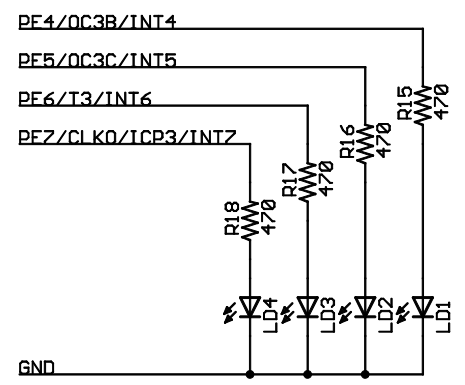 PE4/OC3B/INT4
PE5/OC3C/INT5
PE6/T3/INT6
PE7/CLKO/ICP3/INT7
R15 470
R16 470
R17 470
R18 470
LD4
LD3
LD2
LD1
GND